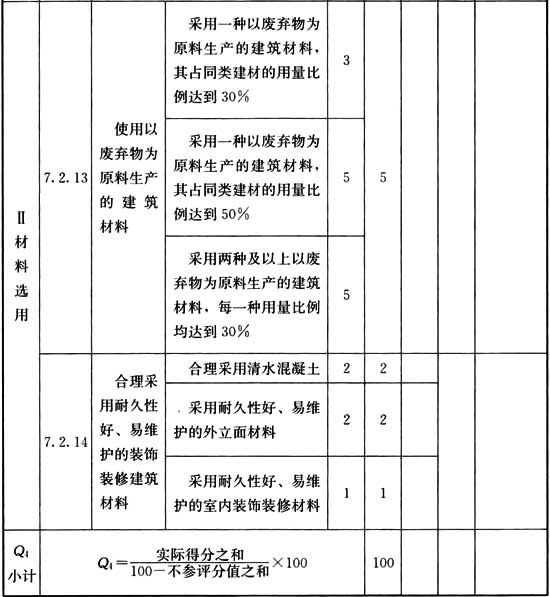 Ⅱ
材
料
选
用
7.2.13
使用以
废弃物为
原料生产
的建筑
材料
采用一种以废弃物为
原料生产的建筑材料，
其占同类建材的用量比
例达到30%
3
采用一种以废弃物为
原料生产的建筑材料，
其占同类建材的用量比
例达到50%
5
5
采用两种及以上以废
弃物为原料生产的建筑
材料，每一种用量比例
均达到30%
5
7.2.14
合理采
用耐久性
好、易维
护的装饰
装修建筑
材料
合理采用清水混凝土
2
2
采用耐久性好、易维
护的外立面材料
2
2
采用耐久性好、易维
护的室内装饰装修材料
1
1
Q4
小计
Q4＝实际得分之和/100－不参评分值之和×100
100